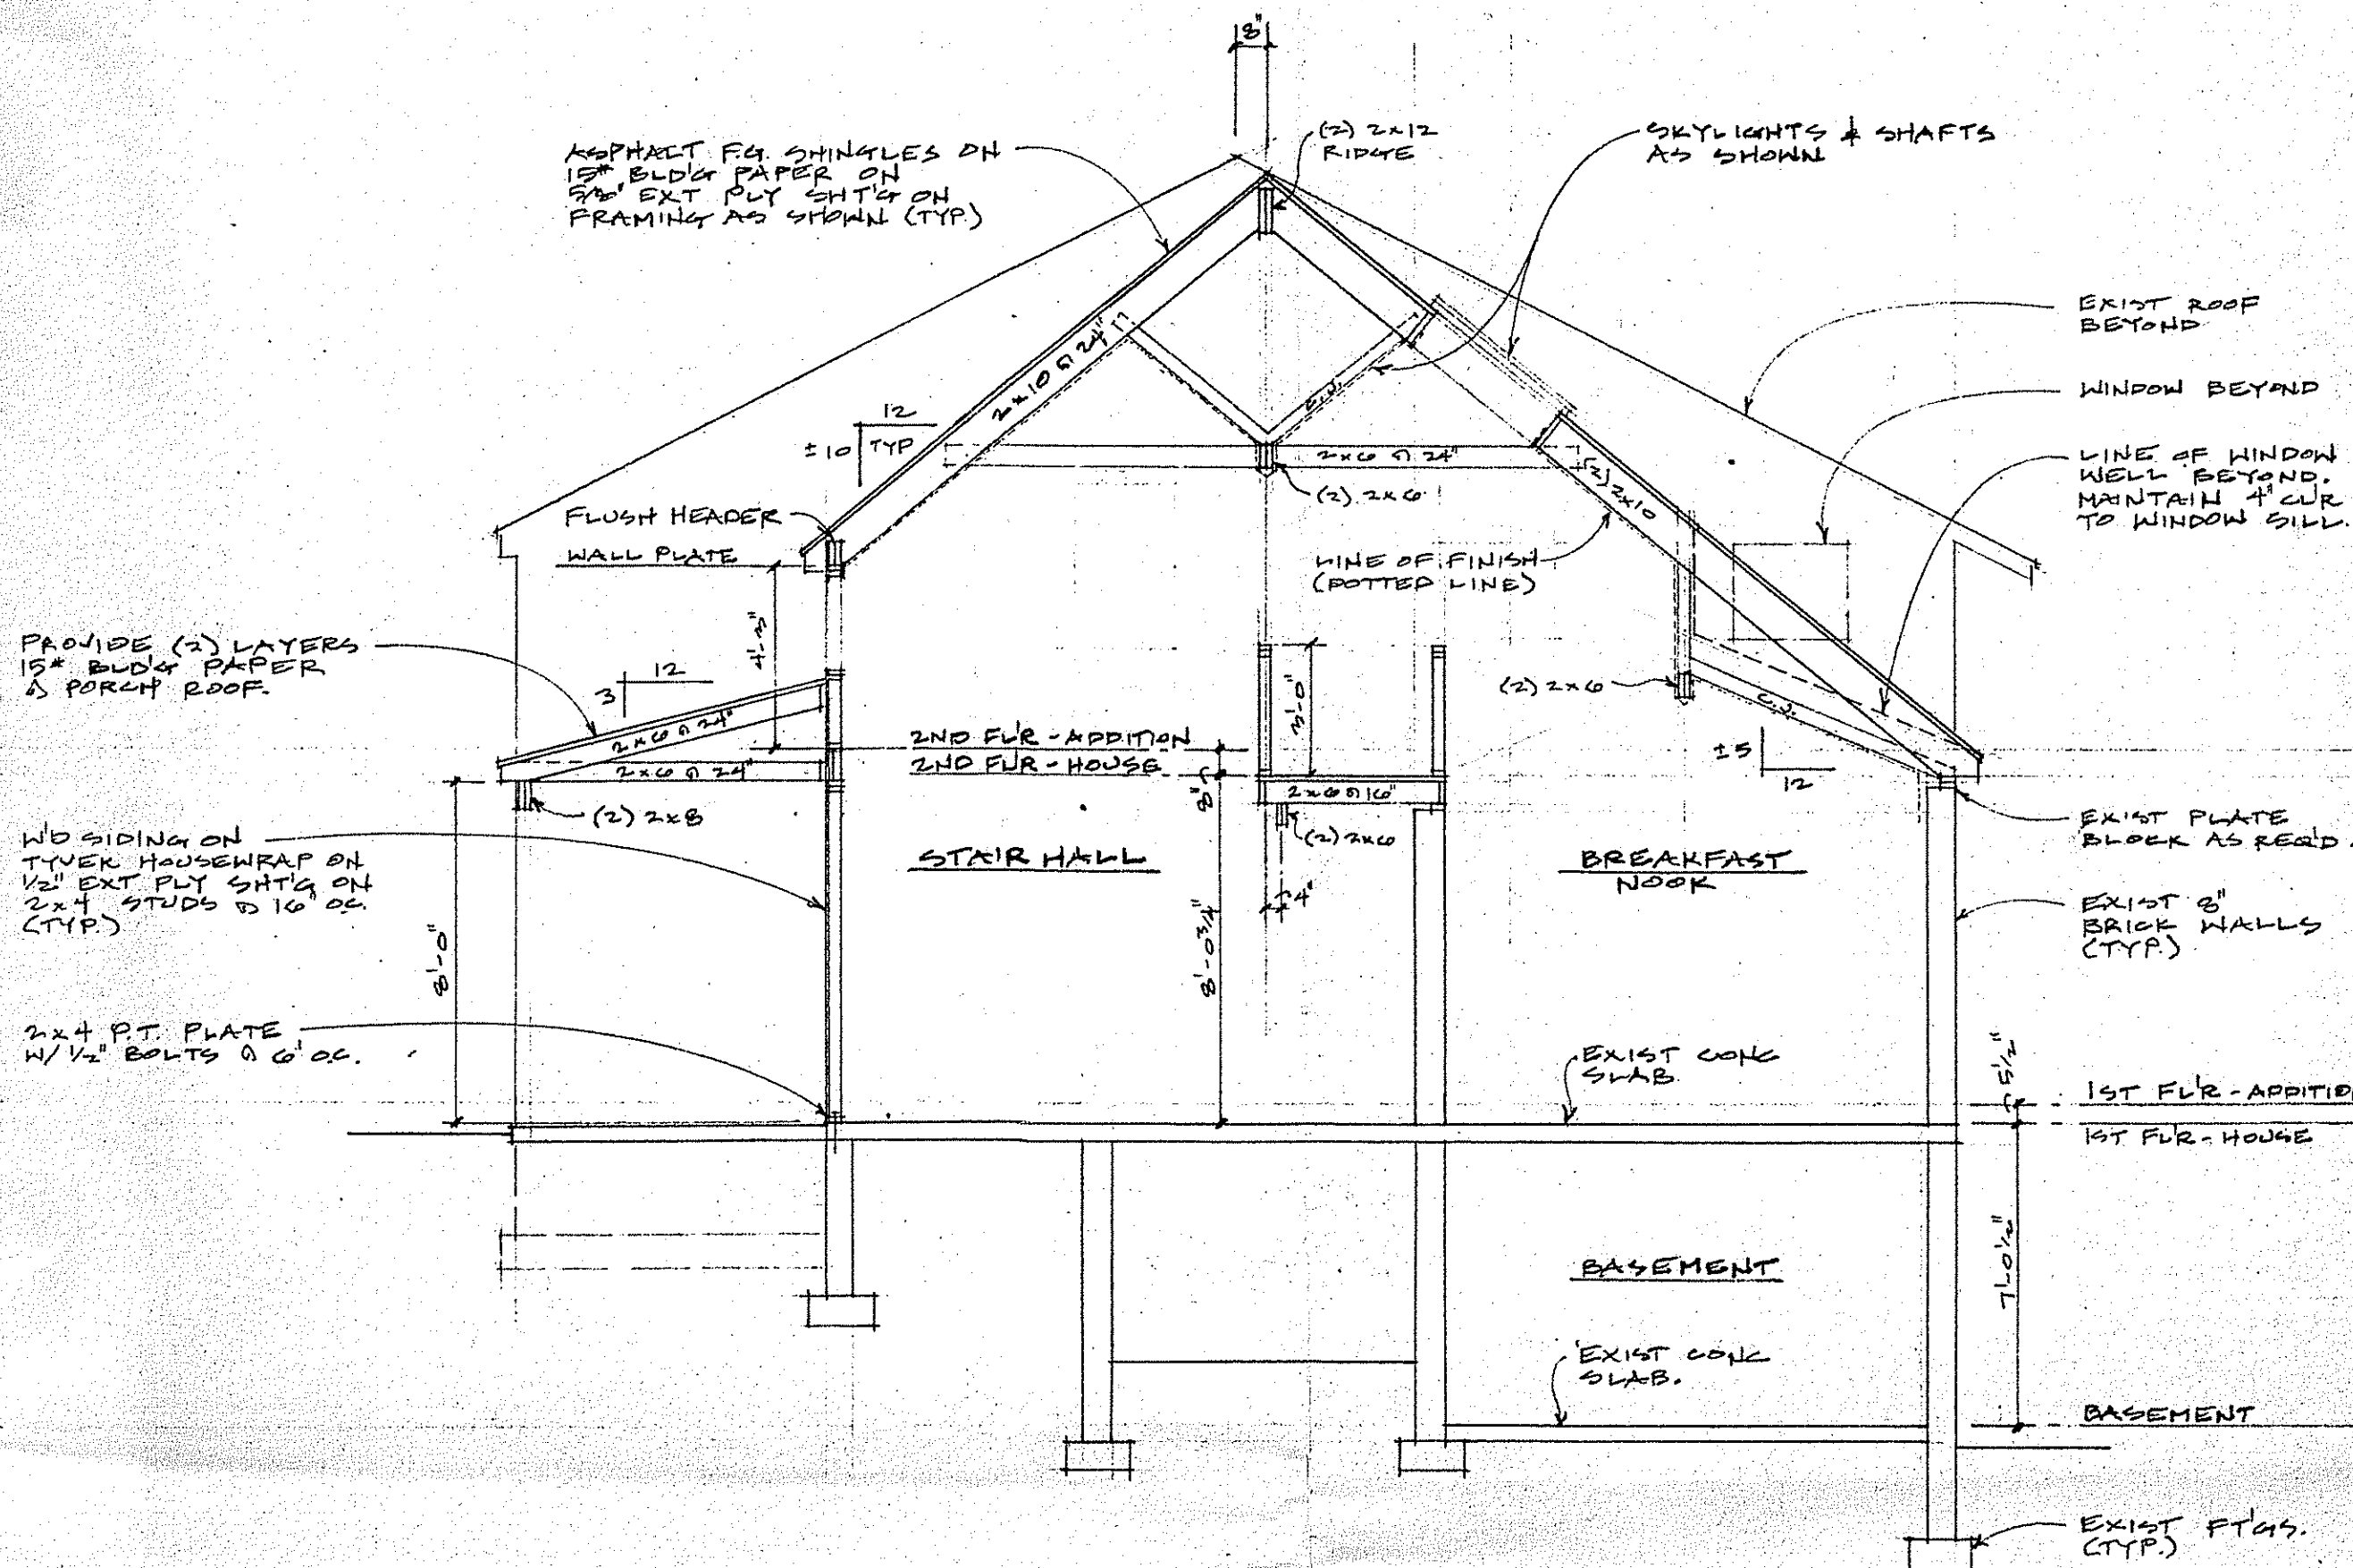 8"
(2) 2x12
RIDGE
SKYLIGHTS & SHAFTS
AS SHOWN
ASPHALT F.G. SHINGLES ON
15# BLD'G PAPER ON
5/8" EXT PLY SHT'G ON
FRAMING AS SHOWN (TYP.)
EXIST ROOF
BEYOND
WINDOW BEYOND
LINE OF WINDOW
WELL BEYOND.
MAINTAIN 4" CLR
TO WINDOW SILL.
2x10 @ 24"
12
±10 TYP
C.J.
2x6 @ 24"
(2) 2x6
(2) 2x10
FLUSH HEADER
WALL PLATE
LINE OF FINISH
(DOTTED LINE)
4'-3"
PROVIDE (2) LAYERS
15# BLD'G PAPER
@ PORCH ROOF.
12
3
2x6 @ 24"
2x6 @ 24"
(2) 2x8
2ND FL'R - ADDITION
2ND FL'R - HOUSE
8"
3'-0"
2x6 @ 16"
(2) 2x6
(2) 2x6
C.J.
±5
12
EXIST PLATE
BLOCK AS REQ'D.
W'D SIDING ON
TYVEK HOUSEWRAP ON
1/2" EXT PLY SHT'G ON
2x4 STUDS @ 16" O.C.
(TYP.)
STAIR HALL
BREAKFAST
NOOK
4"
8'-0"
8'-0 3/4"
EXIST 8"
BRICK WALLS
(TYP.)
2x4 P.T. PLATE
W/ 1/2" BOLTS @ 6' O.C.
EXIST CONC
SLAB
5 1/2"
1ST FL'R - ADDITIO
1ST FL'R - HOUSE
7'-0 1/2"
BASEMENT
EXIST CONC
SLAB.
BASEMENT
EXIST FT'GS.
(TYP.)